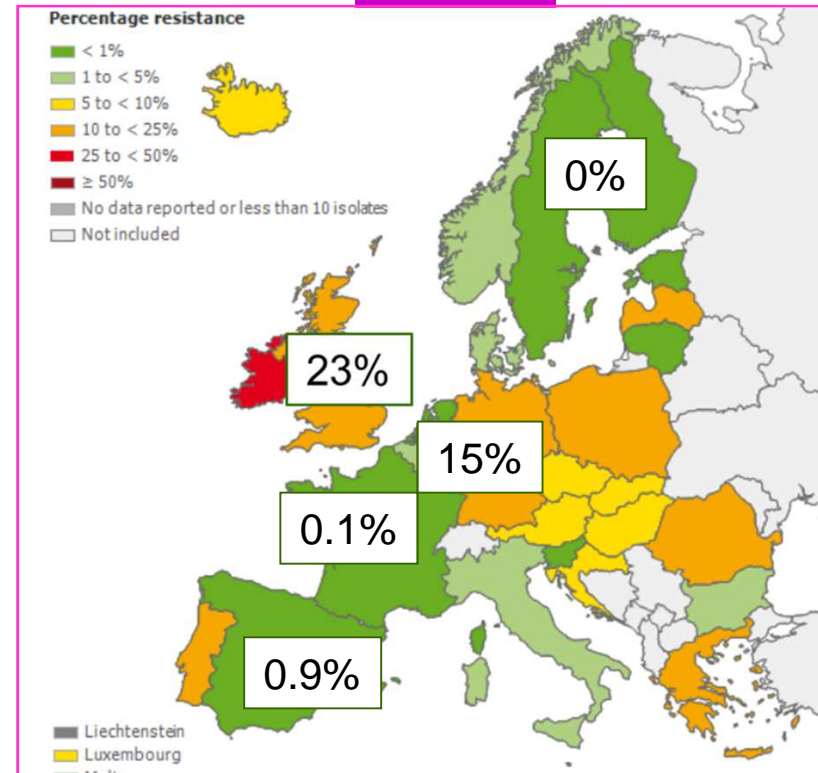 Percentage resistance
< 1%
1 to < 5%
5 to < 10%
10 to < 25%
25 to < 50%
≥ 50%
No data reported or less than 10 isolates
Not included
0%
23%
15%
0.1%
0.9%
Liechtenstein
Luxembourg